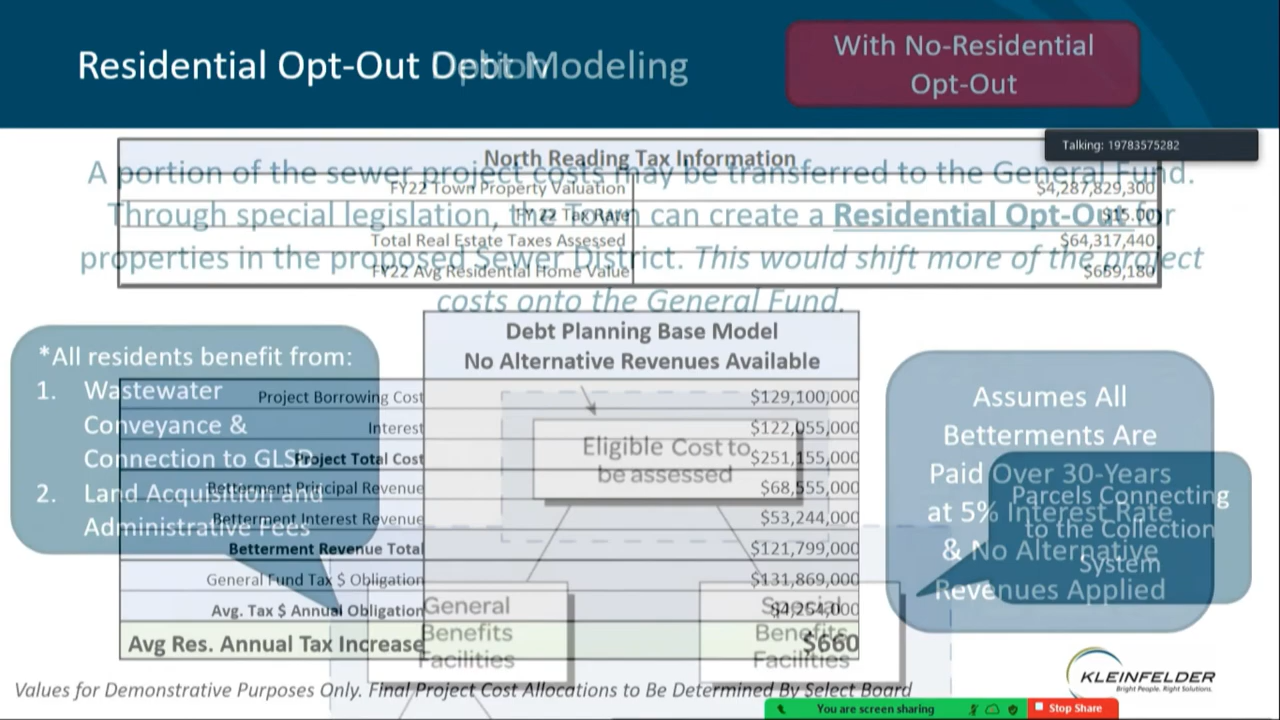 Residential Opt-Out Debt Modeling
Option
With No-Residential
Opt-Out
Talking: 19783575282
North Reading Tax Information
FY22 Town Property Valuation $4,287,829,300
FY 22 Tax Rate $15.00
Total Real Estate Taxes Assessed $64,317,440
FY22 Avg Residential Home Value $659,180
A portion of the sewer project costs may be transferred to the General Fund.
Through special legislation, the Town can create a Residential Opt-Out for
properties in the proposed Sewer District. This would shift more of the project
costs onto the General Fund.
Debt Planning Base Model
No Alternative Revenues Available
Project Borrowing Cost $129,100,000
Interest $122,055,000
Project Total Cost $251,155,000
Betterment Principal Revenue $68,555,000
Betterment Interest Revenue $53,244,000
Betterment Revenue Total $121,799,000
General Fund Tax $ Obligation $131,869,000
Avg. Tax $ Annual Obligation $4,254,000
Avg Res. Annual Tax Increase $660
*All residents benefit from:
1. Wastewater
Conveyance &
Connection to GLSD
2. Land Acquisition and
Administrative Fees
Eligible Cost to
be assessed
General
Benefits
Facilities
Special
Benefits
Facilities
Assumes All
Betterments Are
Paid Over 30-Years
at 5% Interest Rate
& No Alternative
Revenues Applied
Parcels Connecting
to the Collection
System
Values for Demonstrative Purposes Only. Final Project Cost Allocations to Be Determined By Select Board
KLEINFELDER
Bright People. Right Solutions.
You are screen sharing
Stop Share